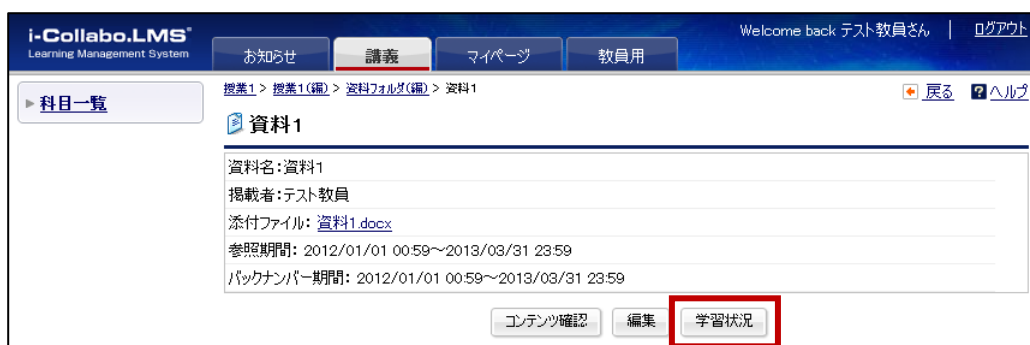 i-Collabo.LMS
Learning Management System
Welcome back テスト教員さん | ログアウト
お知らせ 講義 マイページ 教員用
科目一覧
授業1 > 授業1(編) > 資料フォルダ(編) > 資料1
戻る ヘルプ
資料1
資料名:資料1
掲載者:テスト教員
添付ファイル: 資料1.docx
参照期間: 2012/01/01 00:59～2013/03/31 23:59
バックナンバー期間: 2012/01/01 00:59～2013/03/31 23:59
コンテンツ確認 編集 学習状況